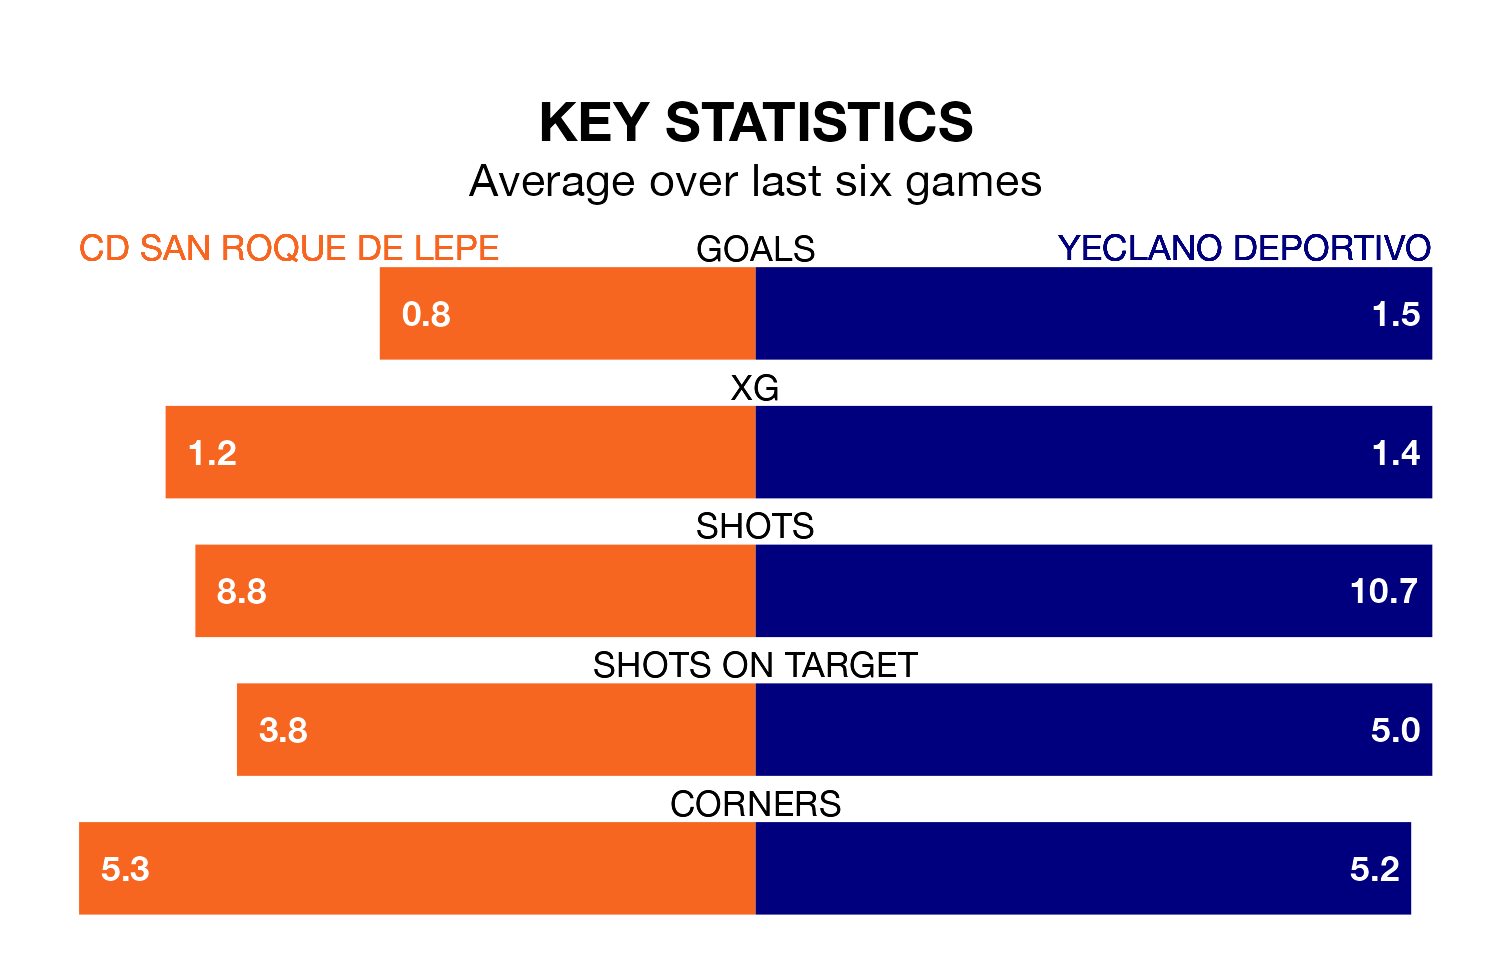 KEY STATISTICS
Average over last six games
CD SAN ROQUE DE LEPE GOALS YECLANO DEPORTIVO
0.8 1.5
XG
1.2 1.4
SHOTS
8.8 10.7
SHOTS ON TARGET
3.8 5.0
CORNERS
5.3 5.2